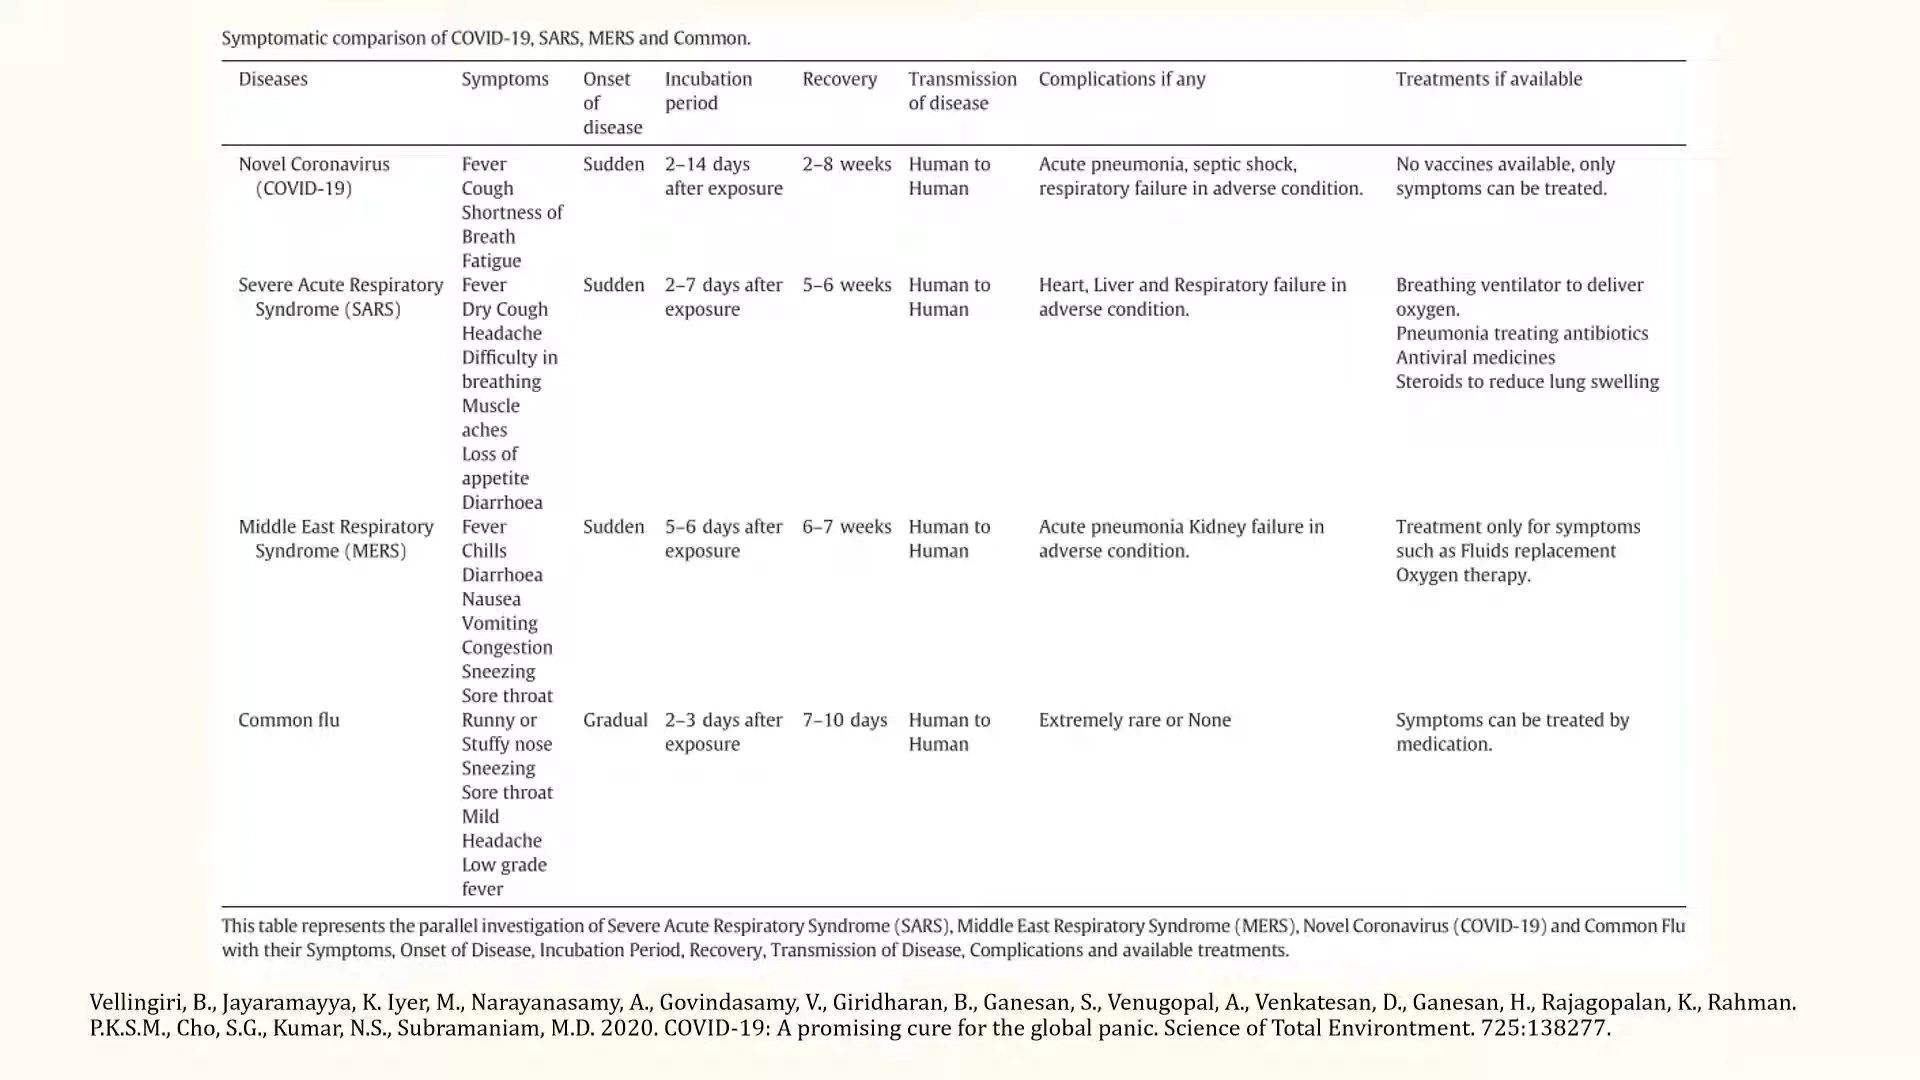 Symptomatic comparison of COVID-19, SARS, MERS and Common.
Diseases Symptoms Onset of disease Incubation period Recovery Transmission of disease Complications if any Treatments if available
Novel Coronavirus (COVID-19)
Fever
Cough
Shortness of
Breath
Fatigue
Sudden
2–14 days
after exposure
2–8 weeks
Human to
Human
Acute pneumonia, septic shock,
respiratory failure in adverse condition.
No vaccines available, only
symptoms can be treated.
Severe Acute Respiratory
Syndrome (SARS)
Fever
Dry Cough
Headache
Difficulty in
breathing
Muscle
aches
Loss of
appetite
Diarrhoea
Sudden
2–7 days after
exposure
5–6 weeks
Human to
Human
Heart, Liver and Respiratory failure in
adverse condition.
Breathing ventilator to deliver
oxygen.
Pneumonia treating antibiotics
Antiviral medicines
Steroids to reduce lung swelling
Middle East Respiratory
Syndrome (MERS)
Fever
Chills
Diarrhoea
Nausea
Vomiting
Congestion
Sneezing
Sore throat
Sudden
5–6 days after
exposure
6–7 weeks
Human to
Human
Acute pneumonia Kidney failure in
adverse condition.
Treatment only for symptoms
such as Fluids replacement
Oxygen therapy.
Common flu
Runny or
Stuffy nose
Sneezing
Sore throat
Mild
Headache
Low grade
fever
Gradual
2–3 days after
exposure
7–10 days
Human to
Human
Extremely rare or None
Symptoms can be treated by
medication.
This table represents the parallel investigation of Severe Acute Respiratory Syndrome (SARS), Middle East Respiratory Syndrome (MERS), Novel Coronavirus (COVID-19) and Common Flu
with their Symptoms, Onset of Disease, Incubation Period, Recovery, Transmission of Disease, Complications and available treatments.
Vellingiri, B., Jayaramayya, K. Iyer, M., Narayanasamy, A., Govindasamy, V., Giridharan, B., Ganesan, S., Venugopal, A., Venkatesan, D., Ganesan, H., Rajagopalan, K., Rahman.
P.K.S.M., Cho, S.G., Kumar, N.S., Subramaniam, M.D. 2020. COVID-19: A promising cure for the global panic. Science of Total Environtment. 725:138277.